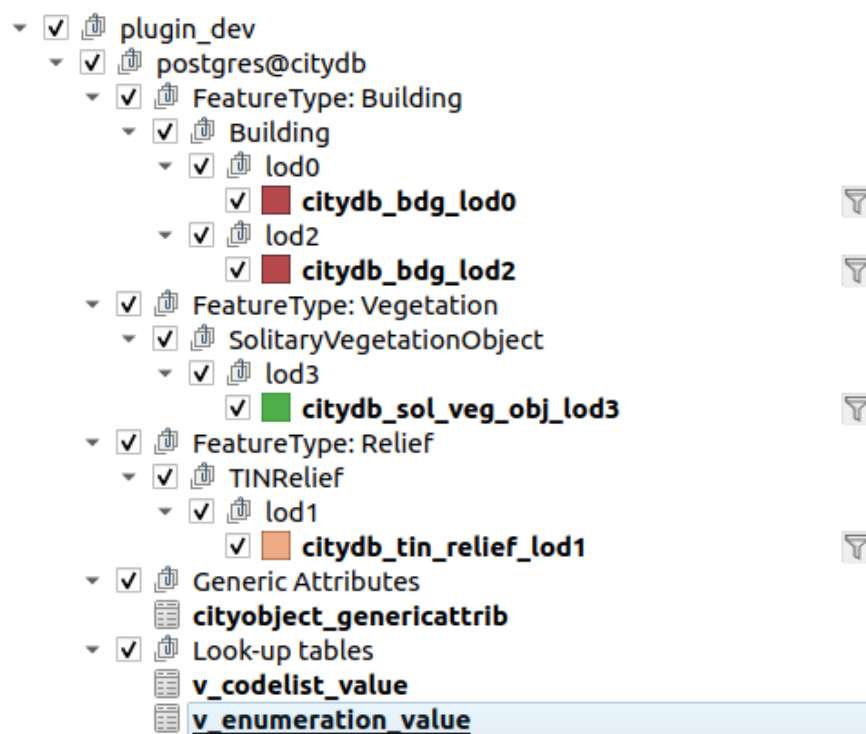 plugin_dev
postgres@citydb
FeatureType: Building
Building
lod0
citydb_bdg_lod0
lod2
citydb_bdg_lod2
FeatureType: Vegetation
SolitaryVegetationObject
lod3
citydb_sol_veg_obj_lod3
FeatureType: Relief
TINRelief
lod1
citydb_tin_relief_lod1
Generic Attributes
cityobject_genericattrib
Look-up tables
v_codelist_value
v_enumeration_value